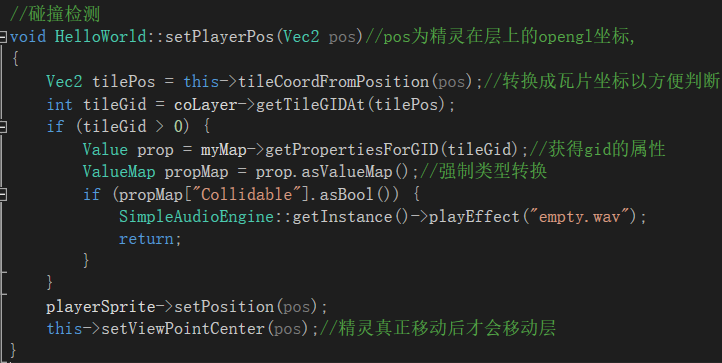 //碰撞检测
void HelloWorld::setPlayerPos(Vec2 pos)//pos为精灵在层上的opengl坐标,
{
Vec2 tilePos = this->tileCoordFromPosition(pos);//转换成瓦片坐标以方便判断
int tileGid = coLayer->getTileGIDAt(tilePos);
if (tileGid > 0) {
Value prop = myMap->getPropertiesForGID(tileGid);//获得gid的属性
ValueMap propMap = prop.asValueMap();//强制类型转换
if (propMap["Collidable"].asBool()) {
SimpleAudioEngine::getInstance()->playEffect("empty.wav");
return;
}
}
playerSprite->setPosition(pos);
this->setViewPointCenter(pos);//精灵真正移动后才会移动层
}